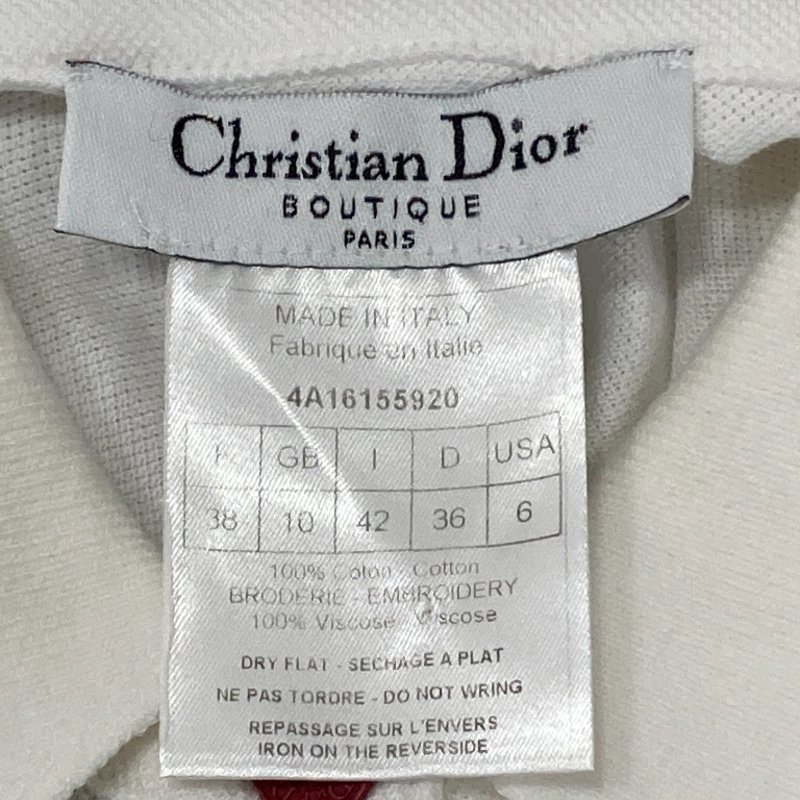 Christian Dior
BOUTIQUE
PARIS
MADE IN ITALY
Fabriqué en Italie
4A16155920
F GB I D USA
38 10 42 36 6
100% Coton - Cotton
BRODERIE - EMBROIDERY
100% Viscose - Viscose
DRY FLAT - SECHAGE A PLAT
NE PAS TORDRE - DO NOT WRING
REPASSAGE SUR L'ENVERS
IRON ON THE REVERSIDE